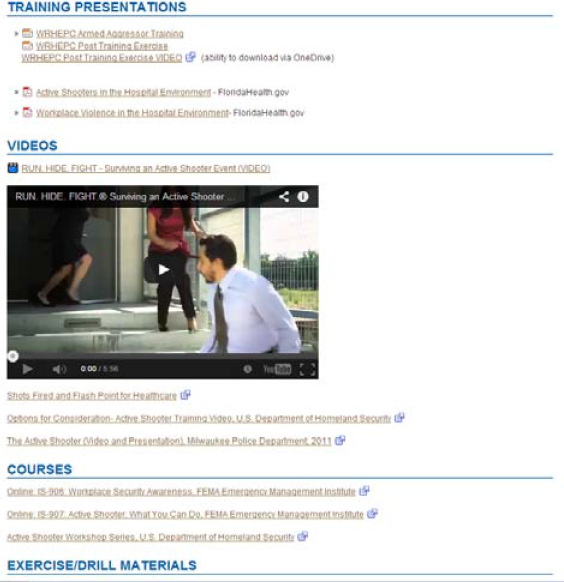 TRAINING PRESENTATIONS
WRHEPC Armed Aggressor Training
WRHEPC Post Training Exercise
WRHEPC Post Training Exercise VIDEO (ability to download via OneDrive)
Active Shooters in the Hospital Environment - FloridaHealth.gov
Workplace Violence in the Hospital Environment- FloridaHealth.gov
VIDEOS
RUN. HIDE. FIGHT - Surviving an Active Shooter Event (VIDEO)
RUN. HIDE. FIGHT.® Surviving an Active Shooter ...
0:00 / 5:56
YouTube
Shots Fired and Flash Point for Healthcare
Options for Consideration- Active Shooter Training Video, U.S. Department of Homeland Security
The Active Shooter (Video and Presentation), Milwaukee Police Department, 2011
COURSES
Online: IS-906: Workplace Security Awareness, FEMA Emergency Management Institute
Online: IS-907: Active Shooter: What You Can Do, FEMA Emergency Management Institute
Active Shooter Workshop Series, U.S. Department of Homeland Security
EXERCISE/DRILL MATERIALS